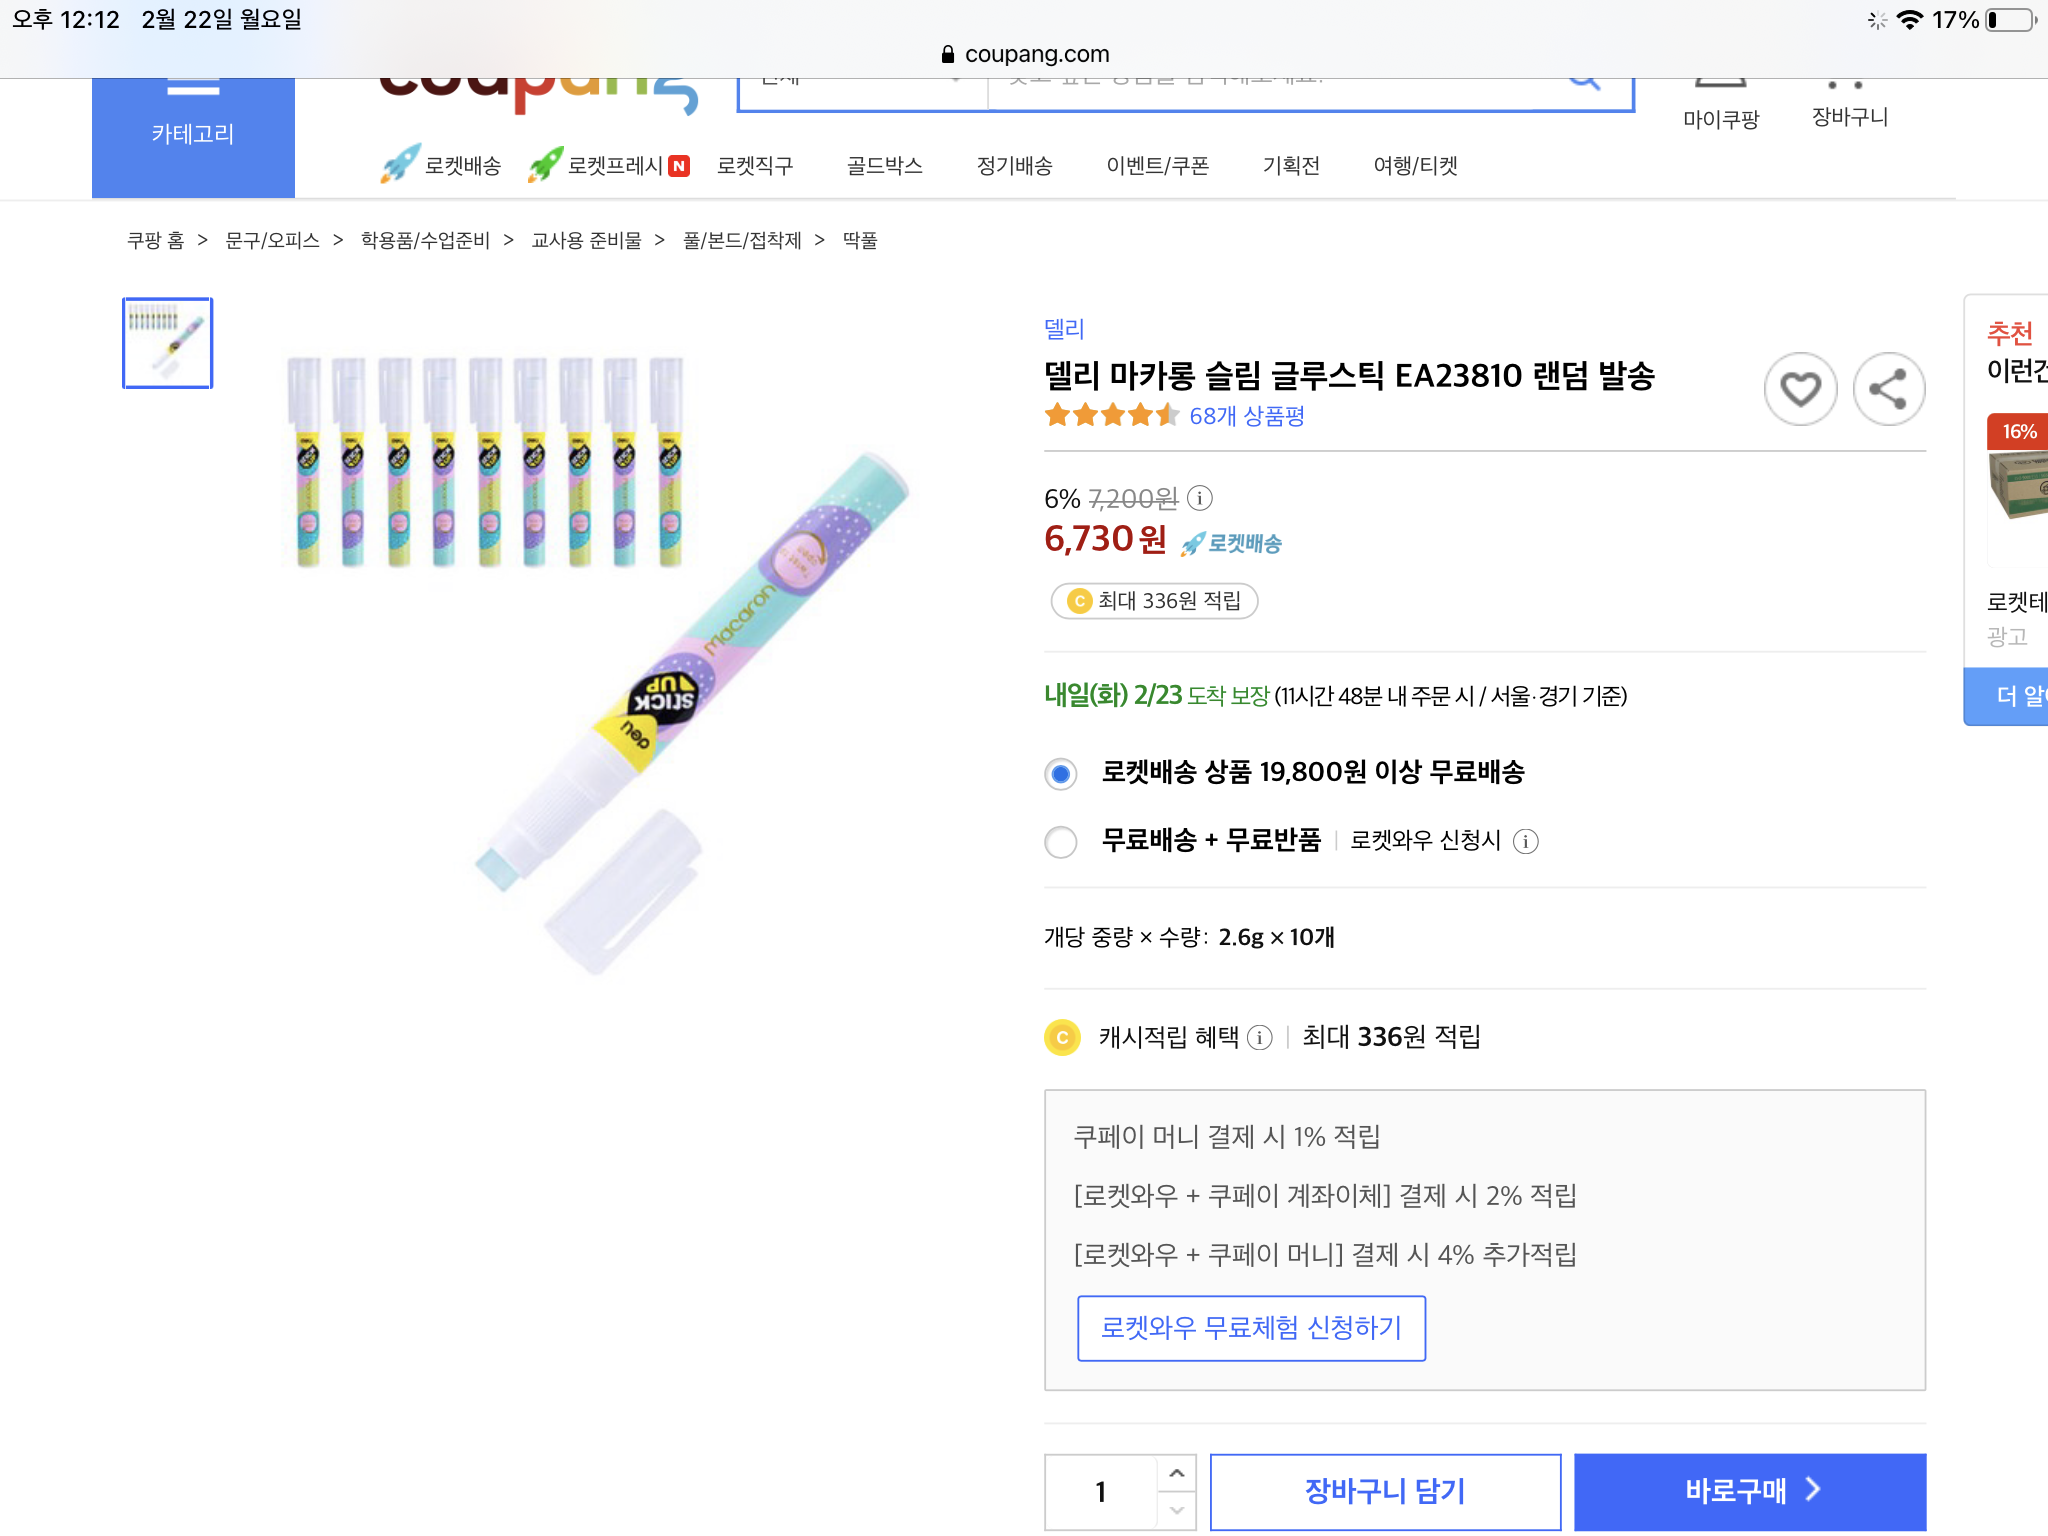 오후 12:12 2월 22일 월요일
17%
coupang.com
coupang
카테고리
마이쿠팡
장바구니
로켓배송 로켓프레시 N 로켓직구 골드박스 정기배송 이벤트/쿠폰 기획전 여행/티켓
쿠팡 홈 > 문구/오피스 > 학용품/수업준비 > 교사용 준비물 > 풀/본드/접착제 > 딱풀
델리
델리 마카롱 슬림 글루스틱 EA23810 랜덤 발송
68개 상품평
6% 7,200원
6,730원 로켓배송
C 최대 336원 적립
내일(화) 2/23 도착 보장 (11시간 48분 내 주문 시 / 서울·경기 기준)
로켓배송 상품 19,800원 이상 무료배송
무료배송 + 무료반품 로켓와우 신청시
개당 중량 × 수량: 2.6g × 10개
C 캐시적립 혜택 최대 336원 적립
쿠페이 머니 결제 시 1% 적립
[로켓와우 + 쿠페이 계좌이체] 결제 시 2% 적립
[로켓와우 + 쿠페이 머니] 결제 시 4% 추가적립
로켓와우 무료체험 신청하기
1
장바구니 담기
바로구매
macaron
STICK UP
deli
추천
이런
16%
로켓테
광고
더 알